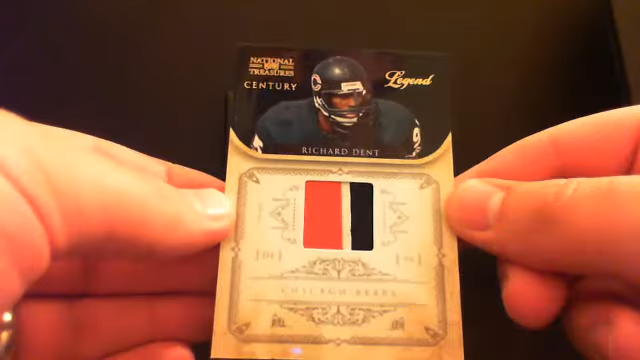 NATIONAL
TREASURES
CENTURY
Legend
RICHARD DENT
CHICAGO BEARS